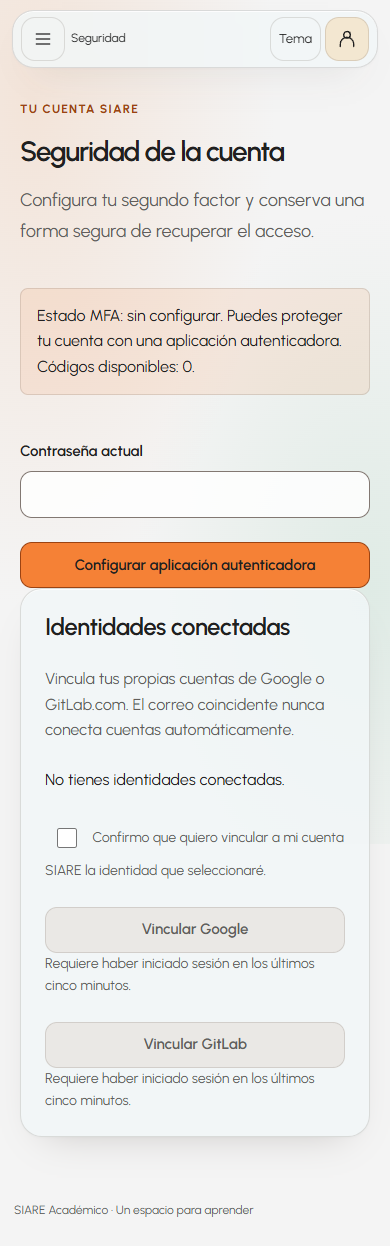 Seguridad
Tema
TU CUENTA SIARE
Seguridad de la cuenta
Configura tu segundo factor y conserva una
forma segura de recuperar el acceso.
Estado MFA: sin configurar. Puedes proteger
tu cuenta con una aplicación autenticadora.
Códigos disponibles: 0.
Contraseña actual
Configurar aplicación autenticadora
Identidades conectadas
Vincula tus propias cuentas de Google o
GitLab.com. El correo coincidente nunca
conecta cuentas automáticamente.
No tienes identidades conectadas.
Confirmo que quiero vincular a mi cuenta
SIARE la identidad que seleccionaré.
Vincular Google
Requiere haber iniciado sesión en los últimos
cinco minutos.
Vincular GitLab
Requiere haber iniciado sesión en los últimos
cinco minutos.
SIARE Académico · Un espacio para aprender